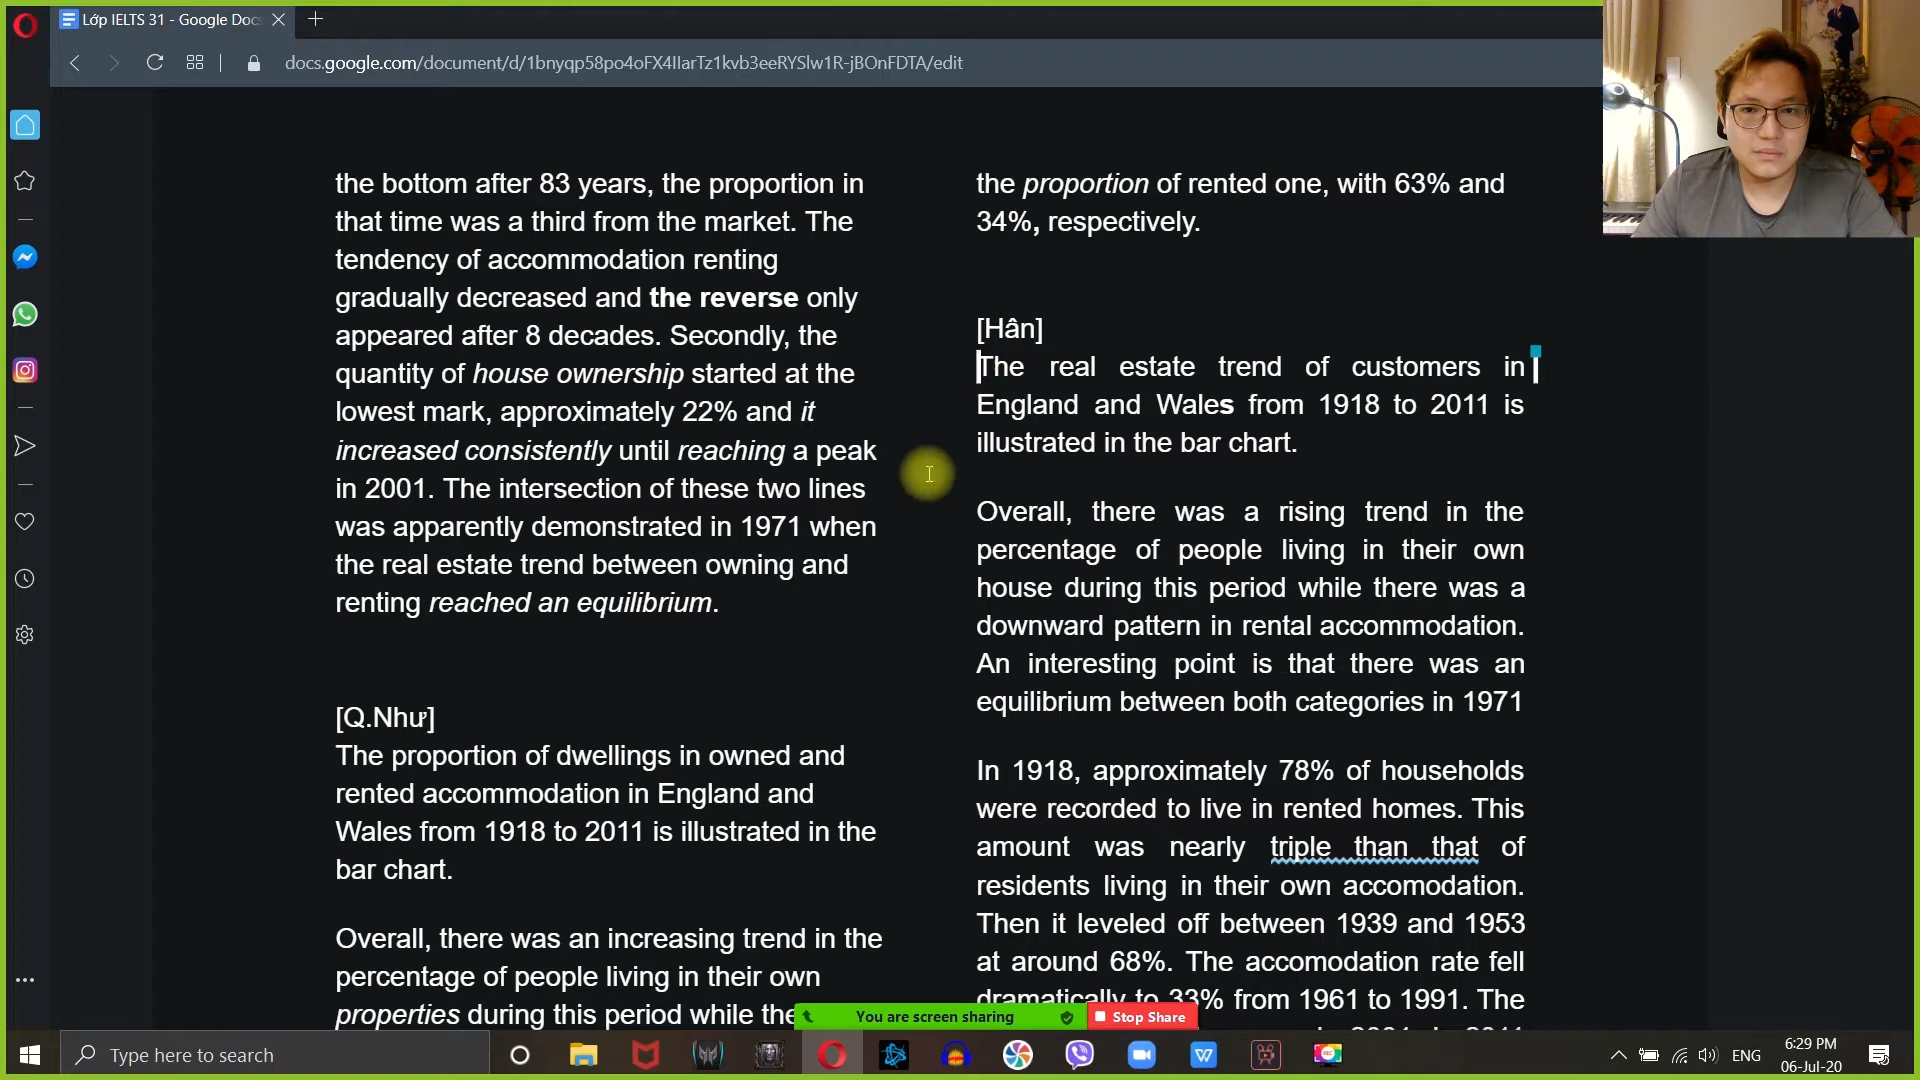 Lớp IELTS 31 - Google Doc
docs.google.com/document/d/1bnyqp58po4oFX4IIarTz1kvb3eeRYSlw1R-jBOnFDTA/edit
the bottom after 83 years, the proportion in
that time was a third from the market. The
tendency of accommodation renting
gradually decreased and the reverse only
appeared after 8 decades. Secondly, the
quantity of house ownership started at the
lowest mark, approximately 22% and it
increased consistently until reaching a peak
in 2001. The intersection of these two lines
was apparently demonstrated in 1971 when
the real estate trend between owning and
renting reached an equilibrium.
[Q.Như]
The proportion of dwellings in owned and
rented accommodation in England and
Wales from 1918 to 2011 is illustrated in the
bar chart.
Overall, there was an increasing trend in the
percentage of people living in their own
properties during this period while the
the proportion of rented one, with 63% and
34%, respectively.
[Hân]
The real estate trend of customers in
England and Wales from 1918 to 2011 is
illustrated in the bar chart.
Overall, there was a rising trend in the
percentage of people living in their own
house during this period while there was a
downward pattern in rental accommodation.
An interesting point is that there was an
equilibrium between both categories in 1971
In 1918, approximately 78% of households
were recorded to live in rented homes. This
amount was nearly triple than that of
residents living in their own accomodation.
Then it leveled off between 1939 and 1953
at around 68%. The accomodation rate fell
dramatically to 33% from 1961 to 1991. The
You are screen sharing
Stop Share
Type here to search
ENG
6:29 PM
06-Jul-20